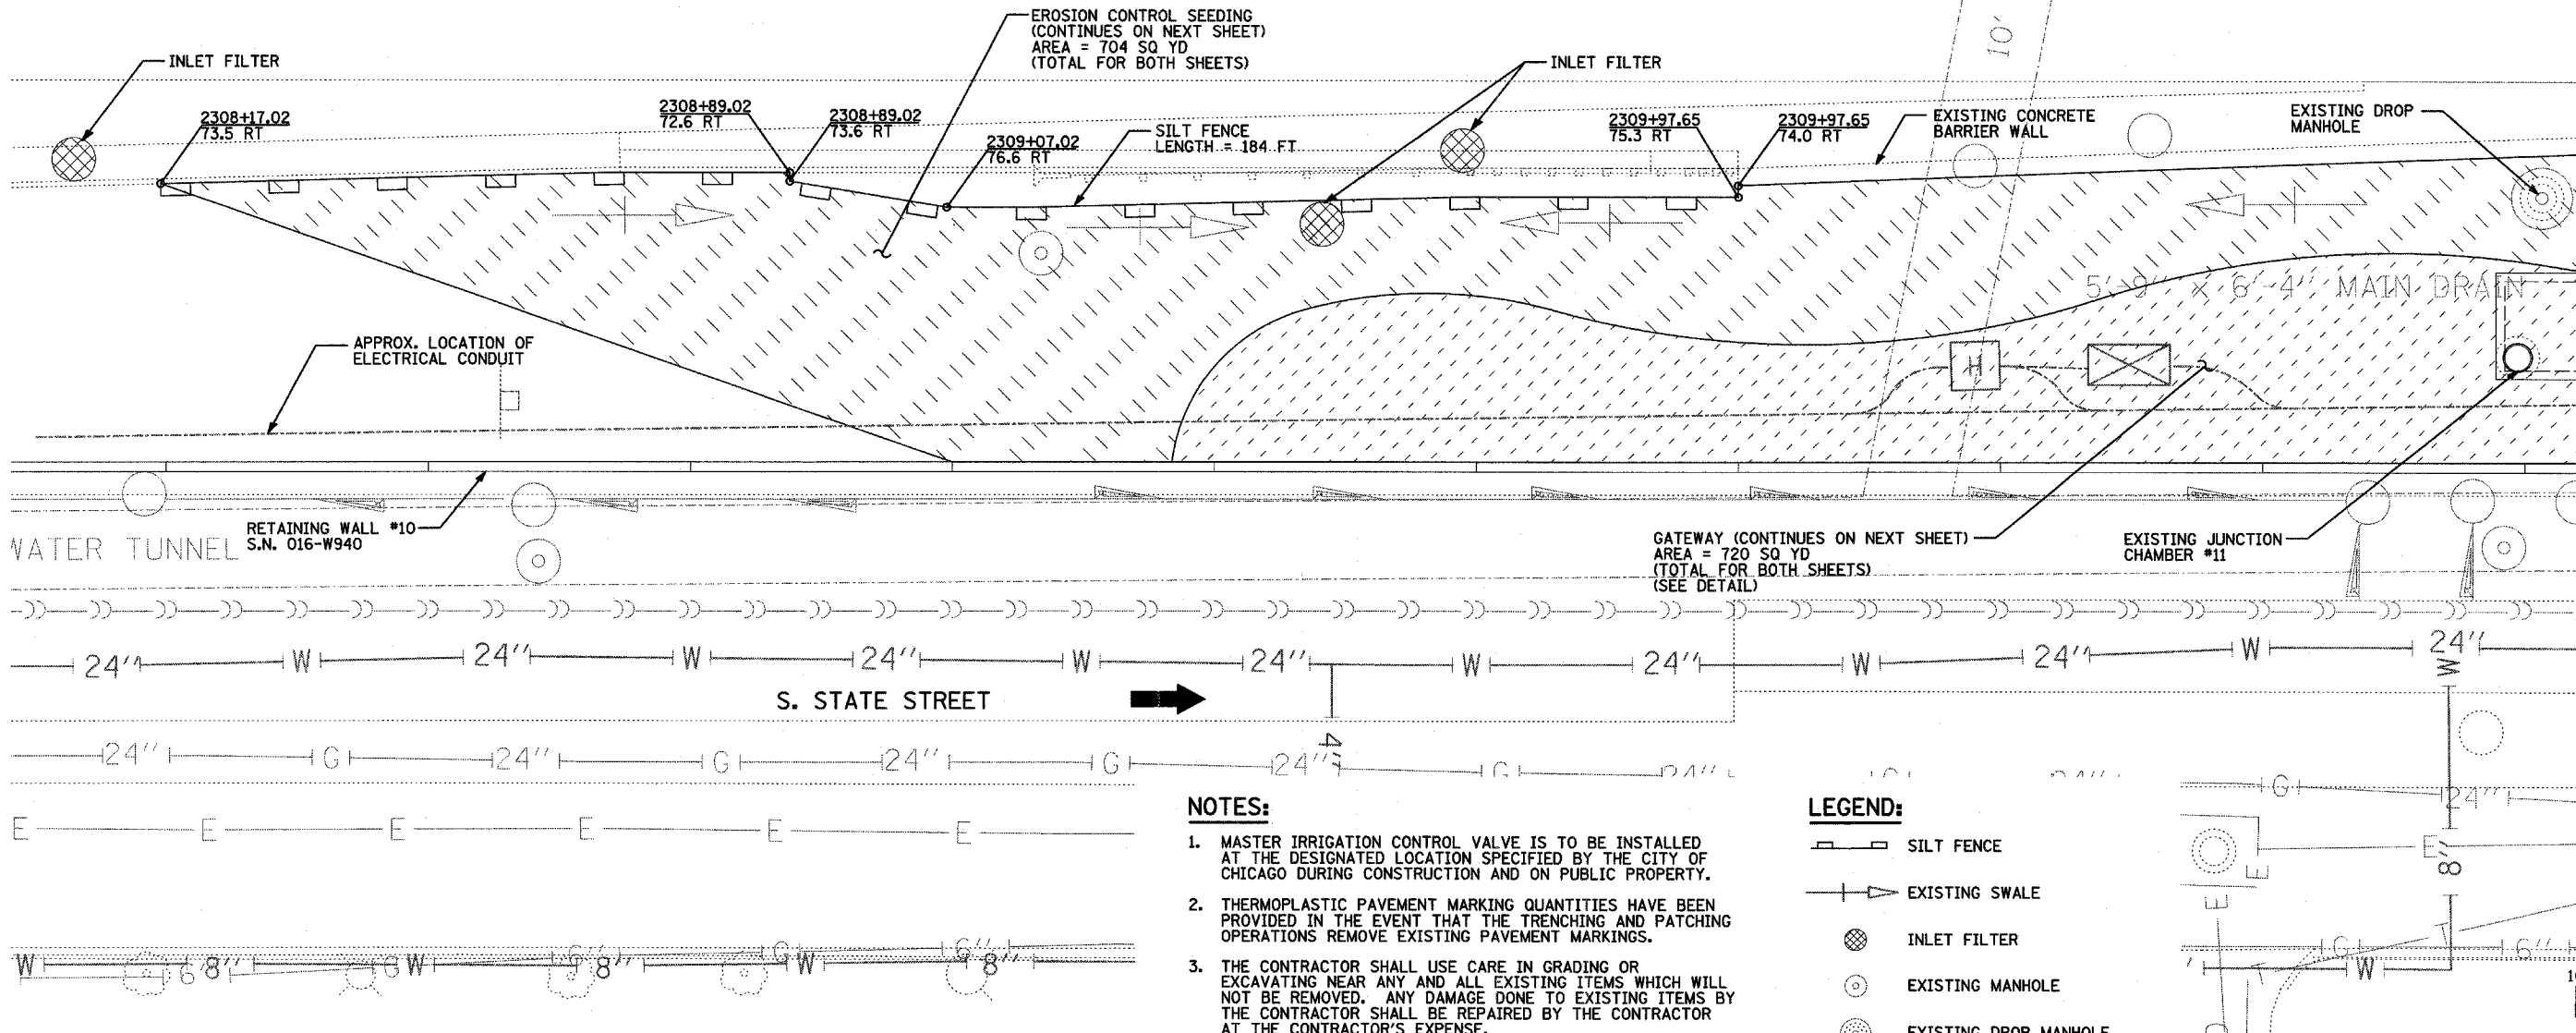 EROSION CONTROL SEEDING
(CONTINUES ON NEXT SHEET)
AREA = 704 SQ YD
(TOTAL FOR BOTH SHEETS)
INLET FILTER
INLET FILTER
10'
2308+17.02
73.5 RT
2308+89.02
72.6 RT
2308+89.02
73.6 RT
2309+07.02
76.6 RT
SILT FENCE
LENGTH = 184 FT
2309+97.65
75.3 RT
2309+97.65
74.0 RT
EXISTING CONCRETE
BARRIER WALL
EXISTING DROP
MANHOLE
5'-9" x 6'-4" MAIN DRAIN
APPROX. LOCATION OF
ELECTRICAL CONDUIT
H
RETAINING WALL #10
S.N. 016-W940
WATER TUNNEL
GATEWAY (CONTINUES ON NEXT SHEET)
AREA = 720 SQ YD
(TOTAL FOR BOTH SHEETS)
(SEE DETAIL)
EXISTING JUNCTION
CHAMBER #11
24" W 24" W 24" W 24" W 24" W 24" W 24"
W
S. STATE STREET
4"
24" G 24" G 24" G 24" G 24" G 24" G 24"
E E E E E E
E
8"
E
E
NOTES:
1. MASTER IRRIGATION CONTROL VALVE IS TO BE INSTALLED
AT THE DESIGNATED LOCATION SPECIFIED BY THE CITY OF
CHICAGO DURING CONSTRUCTION AND ON PUBLIC PROPERTY.
2. THERMOPLASTIC PAVEMENT MARKING QUANTITIES HAVE BEEN
PROVIDED IN THE EVENT THAT THE TRENCHING AND PATCHING
OPERATIONS REMOVE EXISTING PAVEMENT MARKINGS.
3. THE CONTRACTOR SHALL USE CARE IN GRADING OR
EXCAVATING NEAR ANY AND ALL EXISTING ITEMS WHICH WILL
NOT BE REMOVED. ANY DAMAGE DONE TO EXISTING ITEMS BY
THE CONTRACTOR SHALL BE REPAIRED BY THE CONTRACTOR
AT THE CONTRACTOR'S EXPENSE.
LEGEND:
SILT FENCE
EXISTING SWALE
INLET FILTER
EXISTING MANHOLE
EXISTING DROP MANHOLE
G 6" G 6"
W 6" 8" G W 8" W 8"
G 6"
W